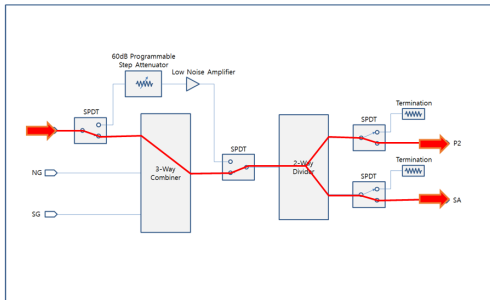 60dB Programmable
Step Attenuator
Low Noise Amplifier
SPDT
SPDT
SPDT
Termination
P2
3-Way
Combiner
2-Way
Divider
Termination
NG
SPDT
SA
SG